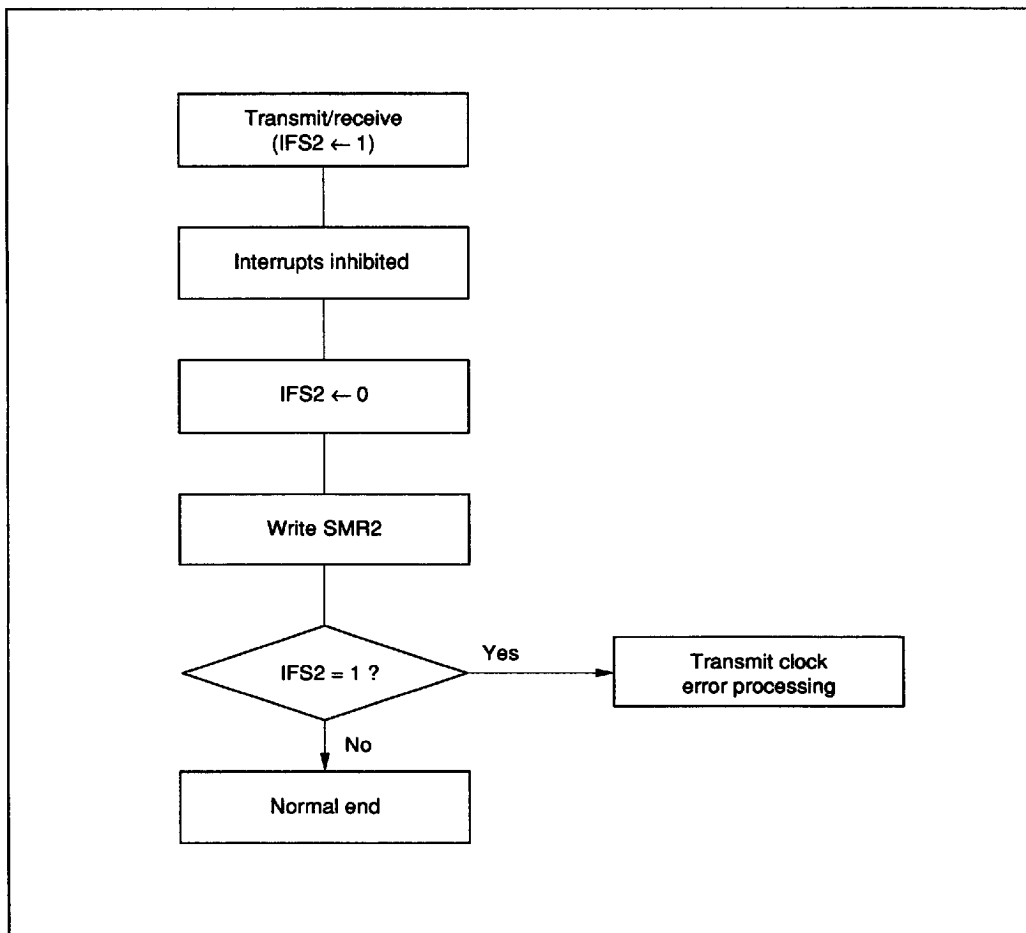 Transmit/receive
(IFS2 ← 1)
Interrupts inhibited
IFS2 ← 0
Write SMR2
IFS2 = 1 ?
Yes
Transmit clock
error processing
No
Normal end